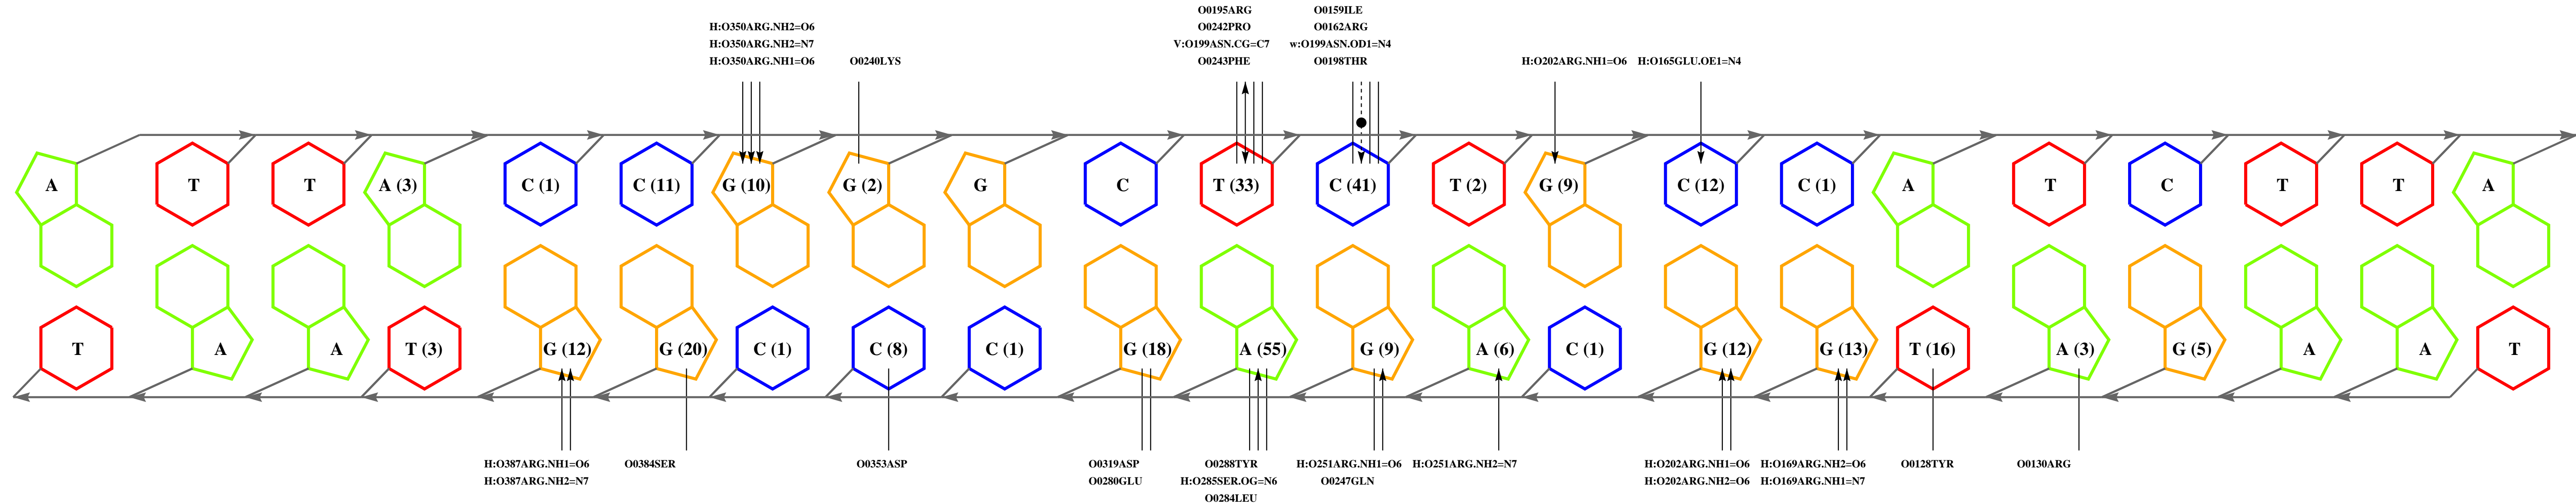 O0195ARG
O0159ILE
H:O350ARG.NH2=O6
O0242PRO
O0162ARG
H:O350ARG.NH2=N7
V:O199ASN.CG=C7
w:O199ASN.OD1=N4
H:O350ARG.NH1=O6
O0240LYS
O0243PHE
O0198THR
H:O202ARG.NH1=O6
H:O165GLU.OE1=N4
A
T
T
A (3)
C (1)
C (11)
G (10)
G (2)
G
C
T (33)
C (41)
T (2)
G (9)
C (12)
C (1)
A
T
C
T
T
A
T
A
A
T (3)
G (12)
G (20)
C (1)
C (8)
C (1)
G (18)
A (55)
G (9)
A (6)
C (1)
G (12)
G (13)
T (16)
A (3)
G (5)
A
A
T
H:O387ARG.NH1=O6
O0384SER
O0353ASP
O0319ASP
O0288TYR
H:O251ARG.NH1=O6
H:O251ARG.NH2=N7
H:O202ARG.NH1=O6
H:O169ARG.NH2=O6
O0128TYR
O0130ARG
H:O387ARG.NH2=N7
O0280GLU
H:O285SER.OG=N6
O0247GLN
H:O202ARG.NH2=O6
H:O169ARG.NH1=N7
O0284LEU